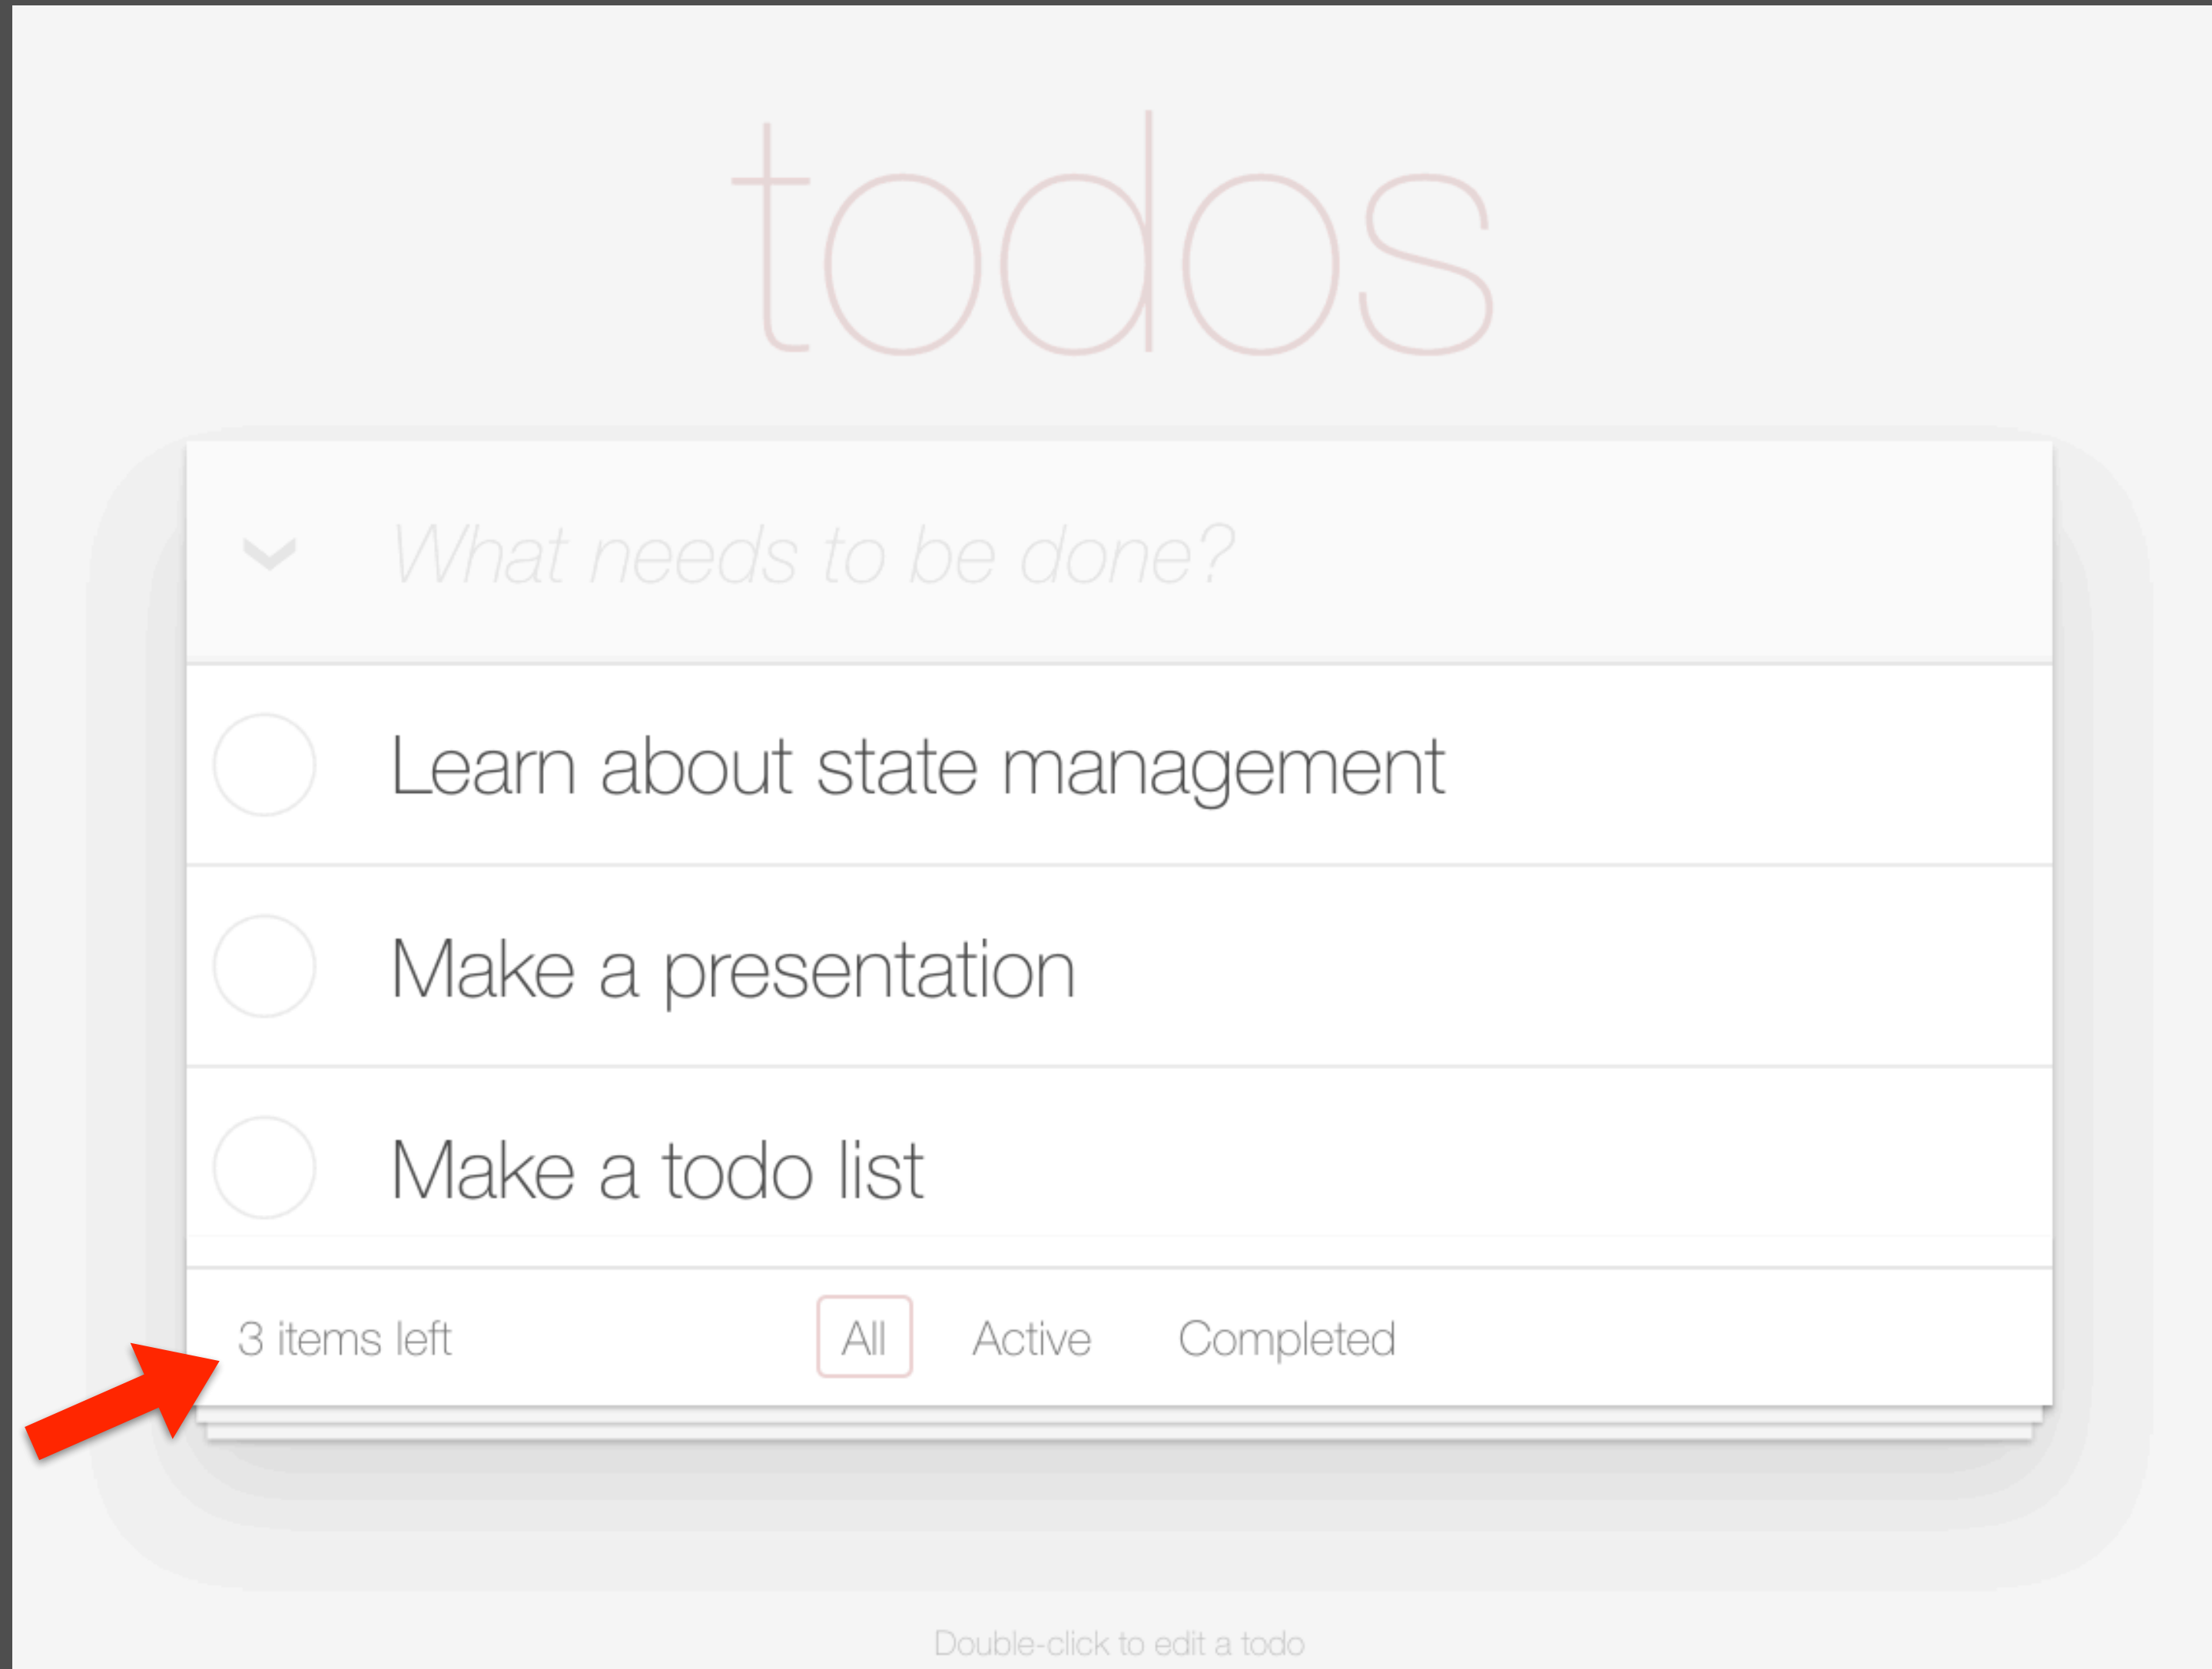 todos
What needs to be done?
Learn about state management
Make a presentation
Make a todo list
3 items left All Active Completed
Double-click to edit a todo